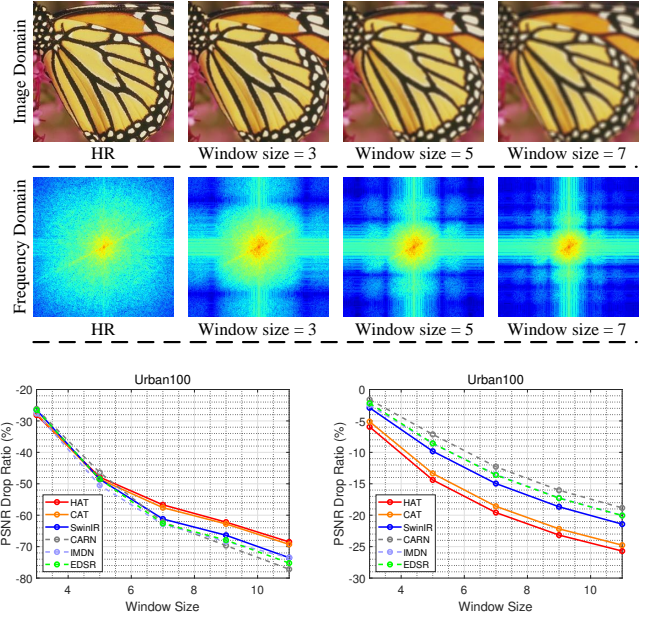 Image Domain
HR
Window size = 3
Window size = 5
Window size = 7
Frequency Domain
HR
Window size = 3
Window size = 5
Window size = 7
Urban100
PSNR Drop Ratio (%)
-20
-30
-40
-50
-60
-70
-80
HAT
CAT
SwinIR
CARN
IMDN
EDSR
4 6 8 10
Window Size
Urban100
PSNR Drop Ratio (%)
0
-5
-10
-15
-20
-25
-30
HAT
CAT
SwinIR
CARN
IMDN
EDSR
4 6 8 10
Window Size